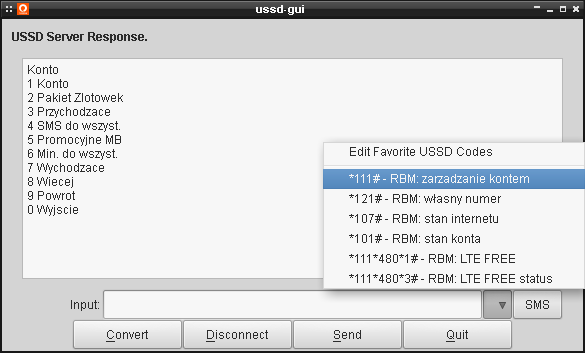 ussd-gui
USSD Server Response.
Konto
1 Konto
2 Pakiet Zlotowek
3 Przychodzace
4 SMS do wszyst.
5 Promocyjne MB
6 Min. do wszyst.
7 Wychodzace
8 Wiecej
9 Powrot
0 Wyjscie
Edit Favorite USSD Codes
*111# - RBM: zarzadzanie kontem
*121# - RBM: własny numer
*107# - RBM: stan internetu
*101# - RBM: stan konta
*111*480*1# - RBM: LTE FREE
*111*480*3# - RBM: LTE FREE status
Input:
SMS
Convert
Disconnect
Send
Quit